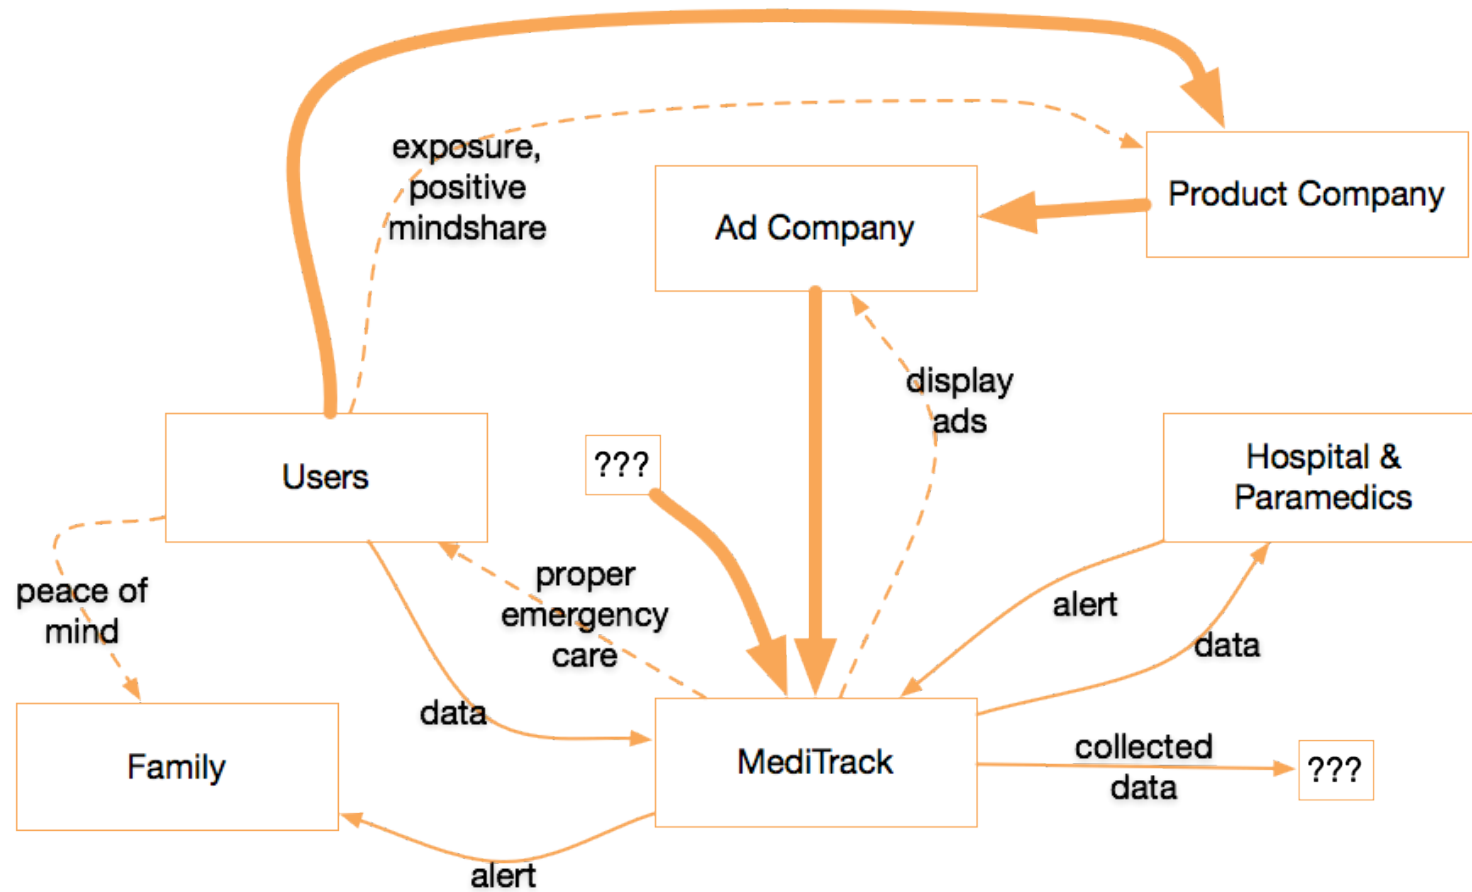 exposure,
positive
mindshare
Product Company
Ad Company
display
ads
Users
???
Hospital &
Paramedics
peace of
mind
proper
emergency
care
alert
data
data
Family
MediTrack
collected
data
???
alert